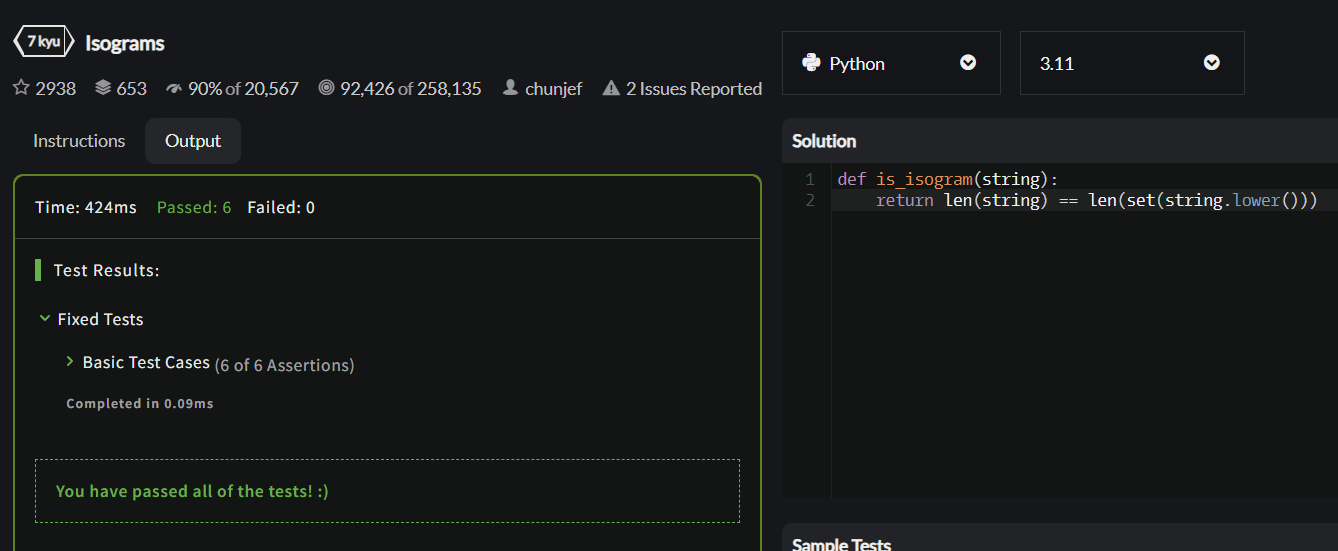 7 kyu Isograms
2938 653 90% of 20,567 92,426 of 258,135 chunjef 2 Issues Reported
Instructions Output
Time: 424ms Passed: 6 Failed: 0
Test Results:
Fixed Tests
Basic Test Cases (6 of 6 Assertions)
Completed in 0.09ms
You have passed all of the tests! :)
Python 3.11
Solution
1 def is_isogram(string):
2 return len(string) == len(set(string.lower()))
Sample Tests